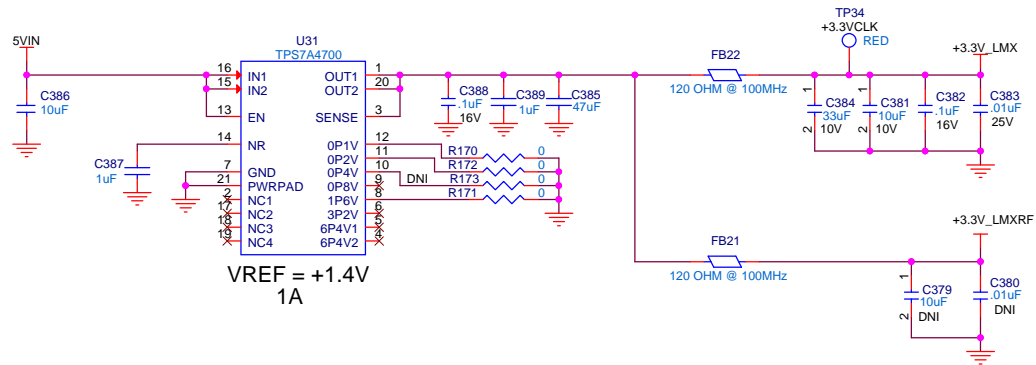 5VIN
C386
10uF
C387
1uF
U31
TPS7A4700
16 IN1 OUT1 1
15 IN2 OUT2 20
13 EN SENSE 3
14 NR 0P1V 12
0P2V 11
7 GND 0P4V 10
21 PWRPAD 0P8V 9
2 NC1 1P6V 8
17 NC2 3P2V 6
18 NC3 6P4V1 5
19 NC4 6P4V2 4
VREF = +1.4V
1A
C388
.1uF
16V
C389
1uF
C385
47uF
R170 0
R172 0
R173 0
DNI
R171 0
FB22
120 OHM @ 100MHz
TP34
+3.3VCLK
RED
+3.3V_LMX
1
C384
33uF
2
10V
1
C381
10uF
2
10V
C382
.1uF
16V
C383
.01uF
25V
FB21
120 OHM @ 100MHz
+3.3V_LMXRF
1
C379
10uF
2
DNI
C380
.01uF
DNI